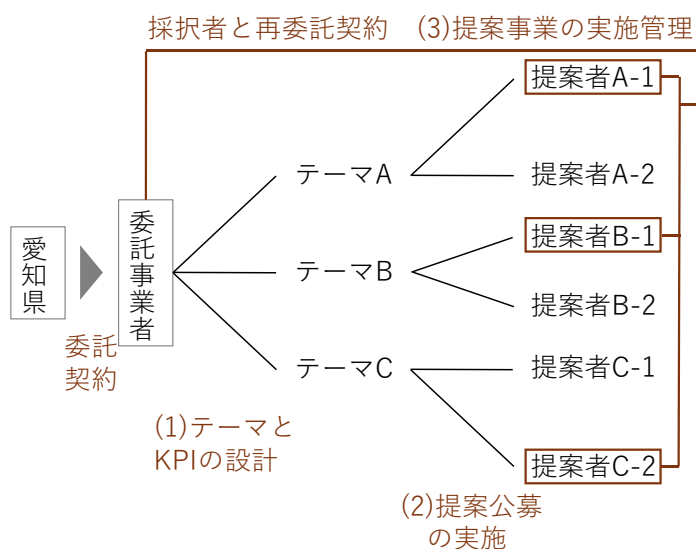 採択者と再委託契約 (3)提案事業の実施管理
提案者A-1
テーマA
提案者A-2
愛知県
委託事業者
提案者B-1
テーマB
提案者B-2
委託
契約
テーマC
提案者C-1
(1)テーマと
KPIの設計
提案者C-2
(2)提案公募
の実施